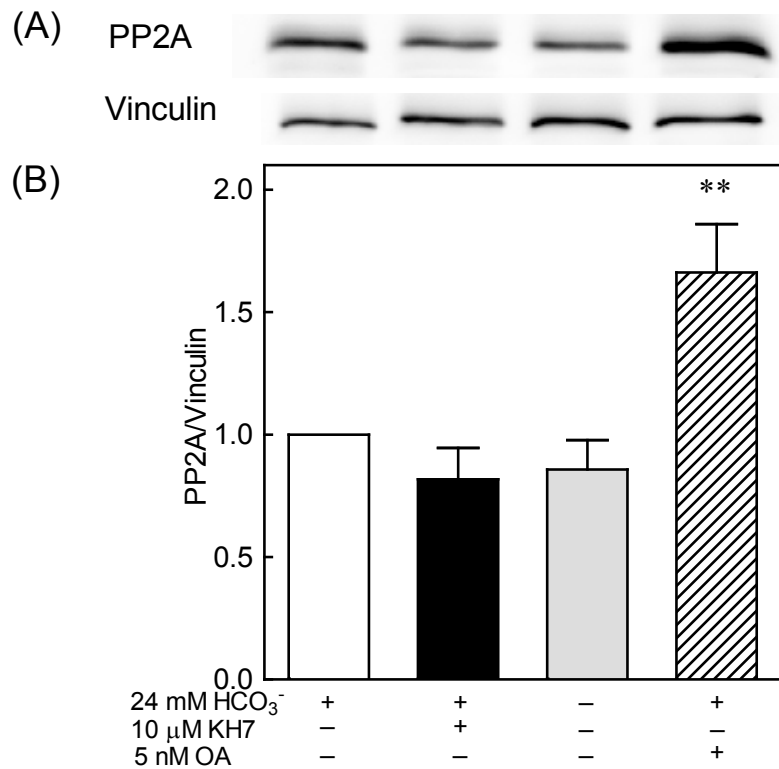 (A) PP2A
Vinculin
(B)
2.0
1.5
1.0
0.5
0.0
PP2A/Vinculin
**
24 mM HCO₃⁻ + + – +
10 μM KH7 – + – –
5 nM OA – – – +